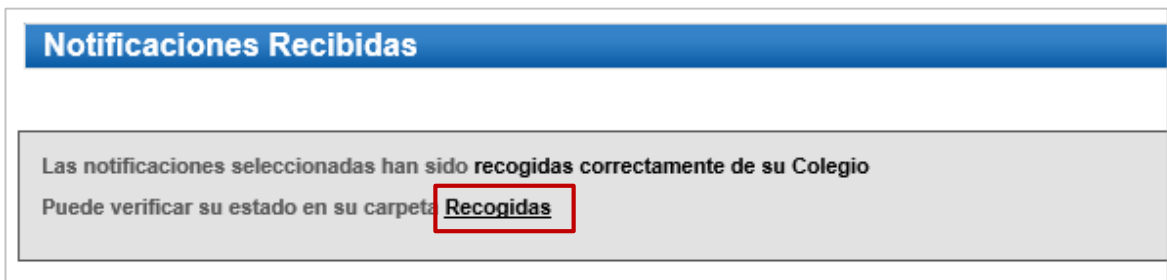 Notificaciones Recibidas
Las notificaciones seleccionadas han sido recogidas correctamente de su Colegio
Puede verificar su estado en su carpeta Recogidas